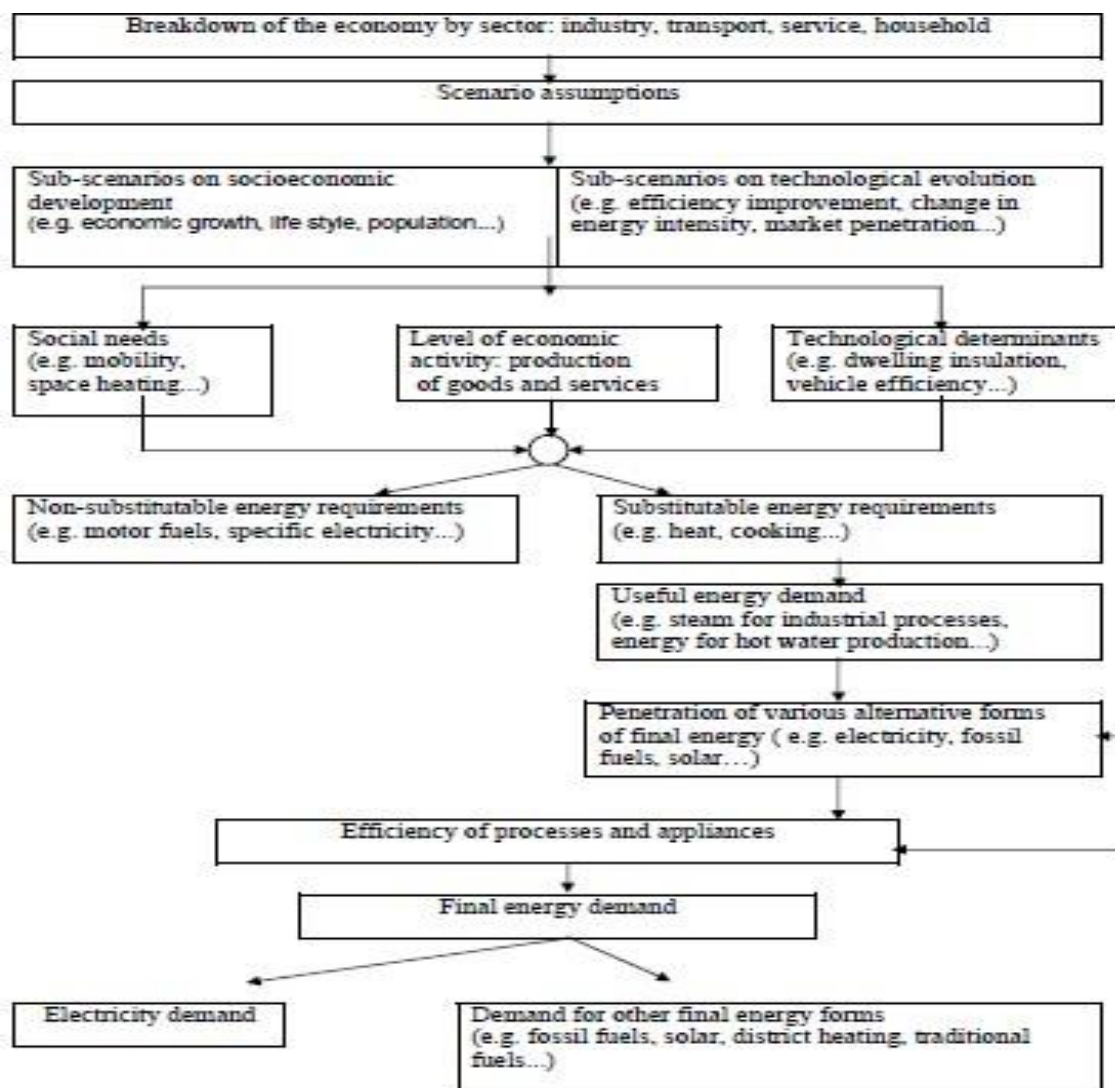 Breakdown of the economy by sector: industry, transport, service, household
Scenario assumptions
Sub-scenarios on socioeconomic
development
(e.g. economic growth, life style, population...)
Sub-scenarios on technological evolution
(e.g. efficiency improvement, change in
energy intensity, market penetration...)
Social needs
(e.g. mobility,
space heating...)
Level of economic
activity: production
of goods and services
Technological determinants
(e.g. dwelling insulation,
vehicle efficiency...)
Non-substitutable energy requirements
(e.g. motor fuels, specific electricity...)
Substitutable energy requirements
(e.g. heat, cooking...)
Useful energy demand
(e.g. steam for industrial processes,
energy for hot water production...)
Penetration of various alternative forms
of final energy ( e.g. electricity, fossil
fuels, solar…)
Efficiency of processes and appliances
Final energy demand
Electricity demand
Demand for other final energy forms
(e.g. fossil fuels, solar, district heating, traditional
fuels...)